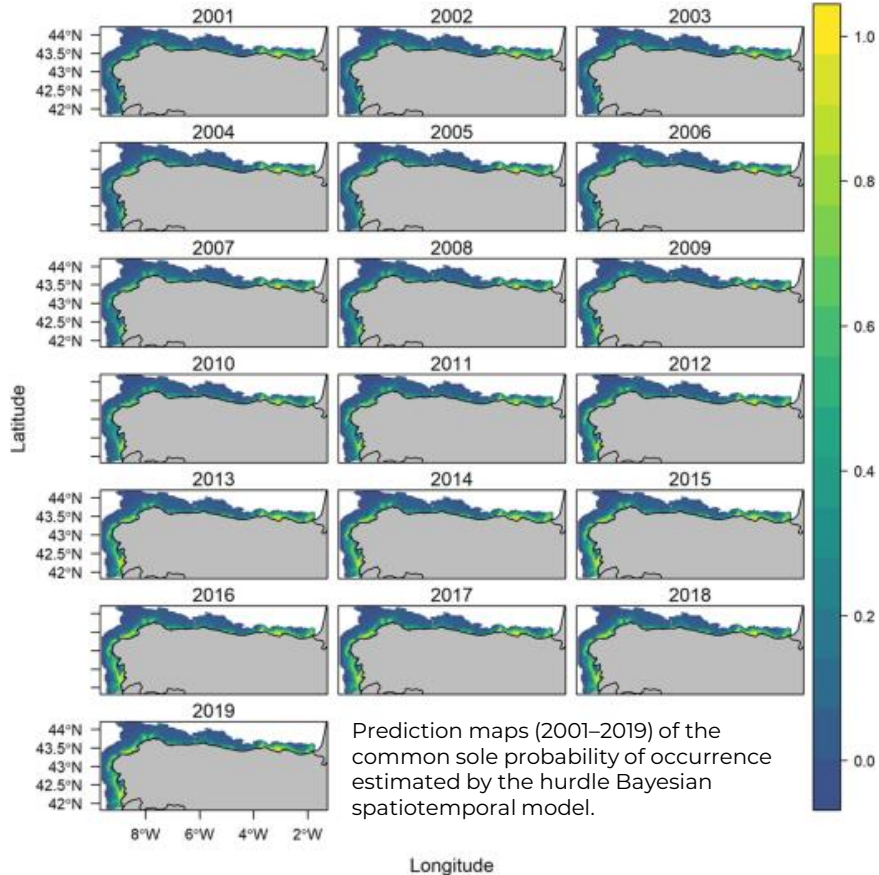 2001
2002
2003
44°N
43.5°N
43°N
42.5°N
42°N
2004
2005
2006
2007
2008
2009
44°N
43.5°N
43°N
42.5°N
42°N
2010
2011
2012
2013
2014
2015
44°N
43.5°N
43°N
42.5°N
42°N
2016
2017
2018
2019
44°N
43.5°N
43°N
42.5°N
42°N
8°W
6°W
4°W
2°W
Latitude
Longitude
Prediction maps (2001–2019) of the
common sole probability of occurrence
estimated by the hurdle Bayesian
spatiotemporal model.
1.0
0.8
0.6
0.4
0.2
0.0